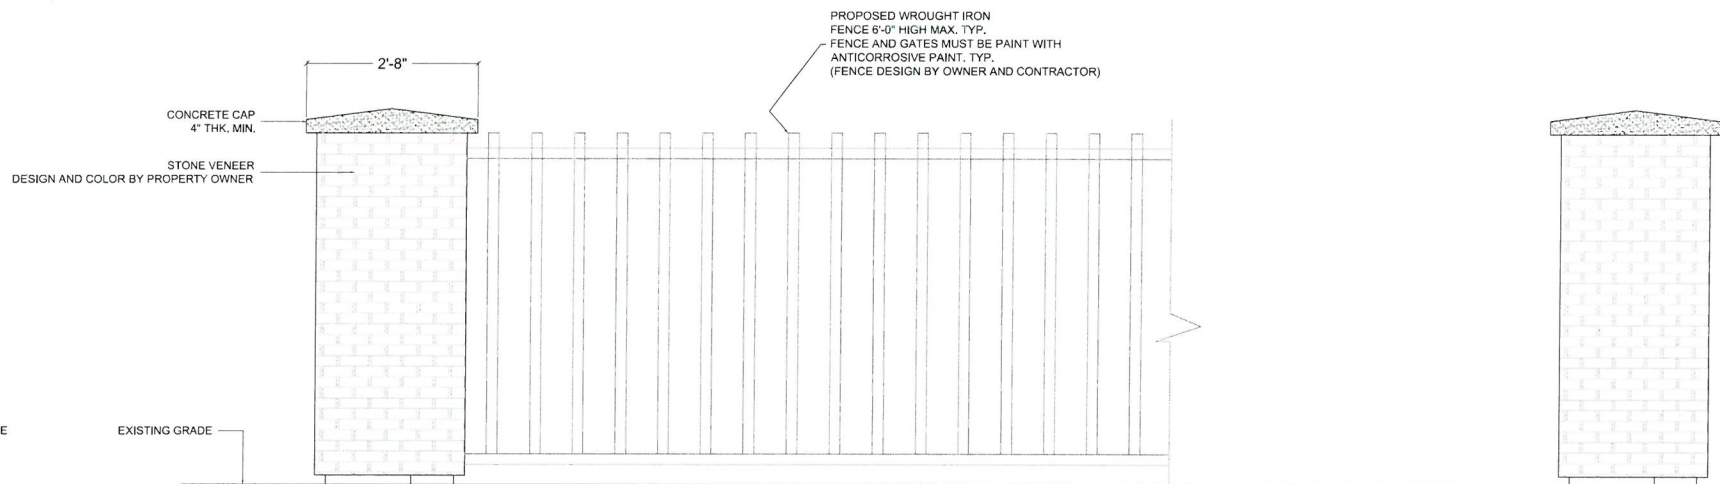 PROPOSED WROUGHT IRON
FENCE 6'-0" HIGH MAX. TYP.
FENCE AND GATES MUST BE PAINT WITH
ANTICORROSIVE PAINT. TYP.
(FENCE DESIGN BY OWNER AND CONTRACTOR)
2'-8"
CONCRETE CAP
4" THK. MIN.
STONE VENEER
DESIGN AND COLOR BY PROPERTY OWNER
E
EXISTING GRADE